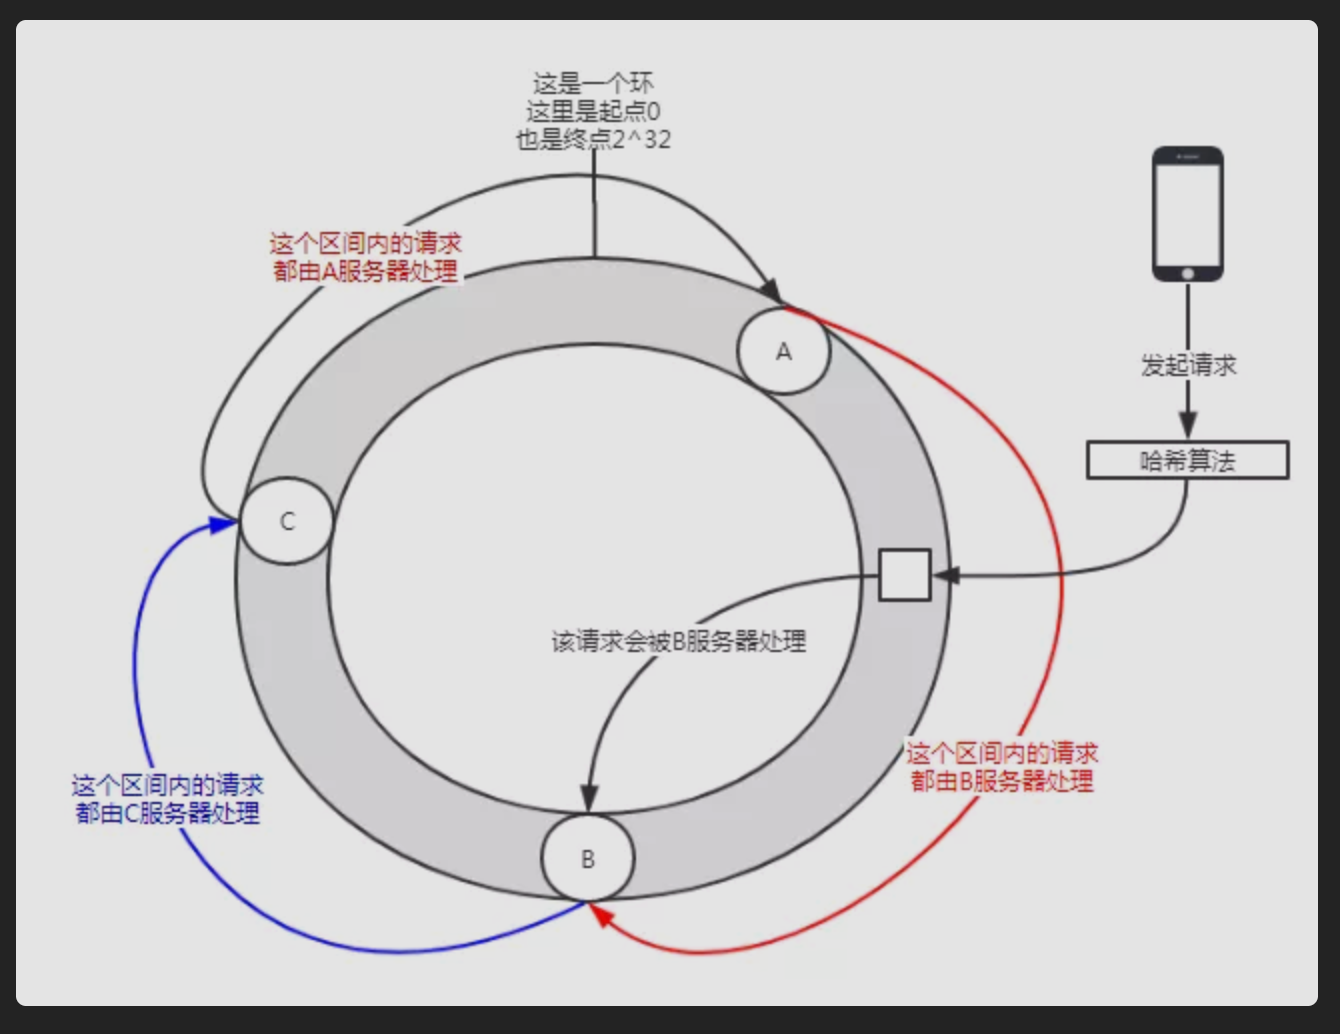 这是一个环
这里是起点0
也是终点2^32
这个区间内的请求
都由A服务器处理
A
发起请求
哈希算法
C
该请求会被B服务器处理
这个区间内的请求
都由B服务器处理
这个区间内的请求
都由C服务器处理
B